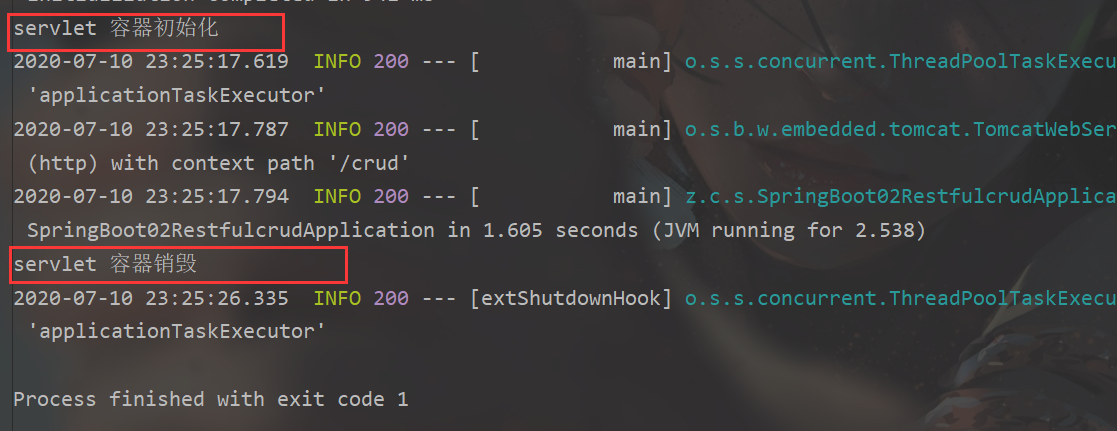 servlet 容器初始化
2020-07-10 23:25:17.619  INFO 200 --- [           main] o.s.s.concurrent.ThreadPoolTaskExecu
'applicationTaskExecutor'
2020-07-10 23:25:17.787  INFO 200 --- [           main] o.s.b.w.embedded.tomcat.TomcatWebSer
(http) with context path '/crud'
2020-07-10 23:25:17.794  INFO 200 --- [           main] z.c.s.SpringBoot02RestfulcrudApplica
SpringBoot02RestfulcrudApplication in 1.605 seconds (JVM running for 2.538)
servlet 容器销毁
2020-07-10 23:25:26.335  INFO 200 --- [extShutdownHook] o.s.s.concurrent.ThreadPoolTaskExecu
'applicationTaskExecutor'
Process finished with exit code 1